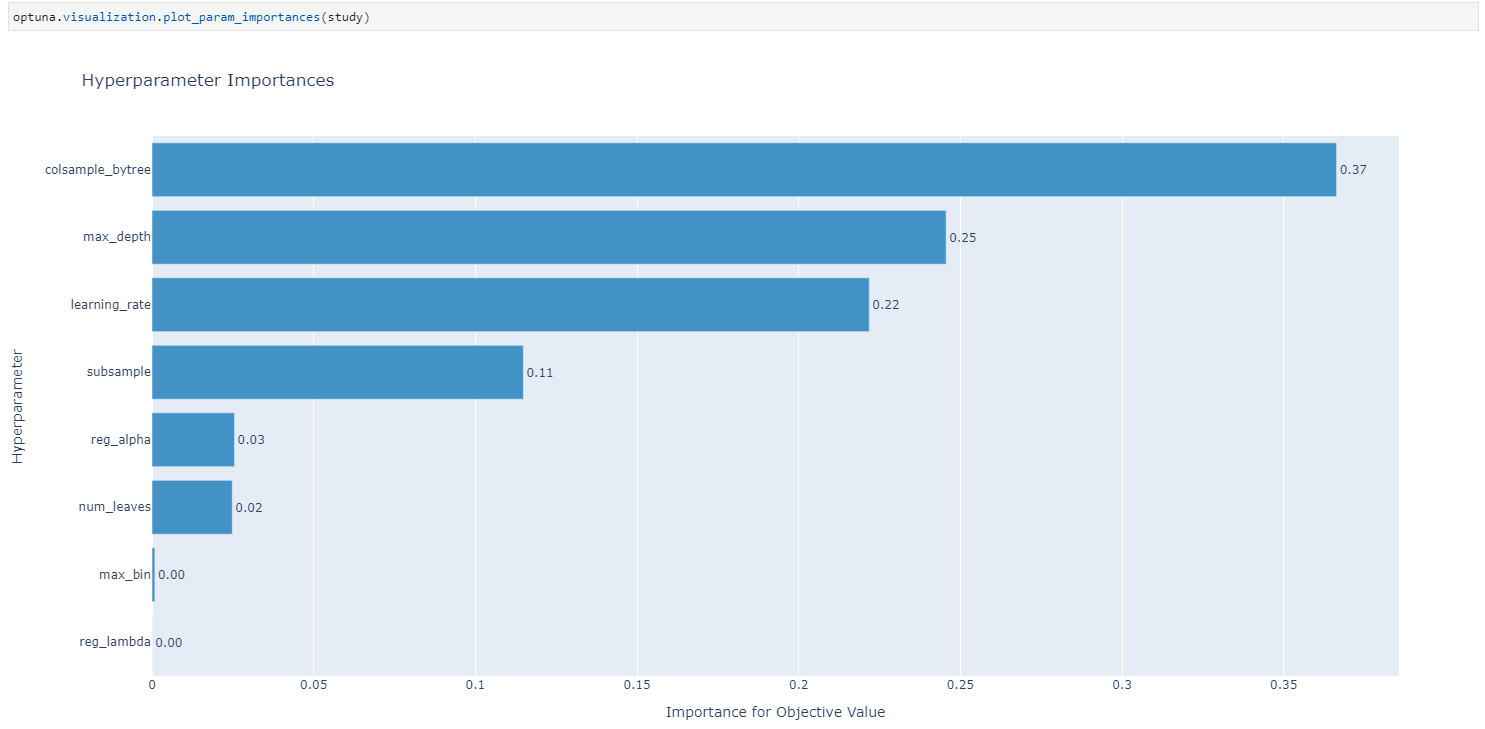 optuna.visualization.plot_param_importances(study)
Hyperparameter Importances
Hyperparameter
colsample_bytree 0.37
max_depth 0.25
learning_rate 0.22
subsample 0.11
reg_alpha 0.03
num_leaves 0.02
max_bin 0.00
reg_lambda 0.00
0 0.05 0.1 0.15 0.2 0.25 0.3 0.35
Importance for Objective Value